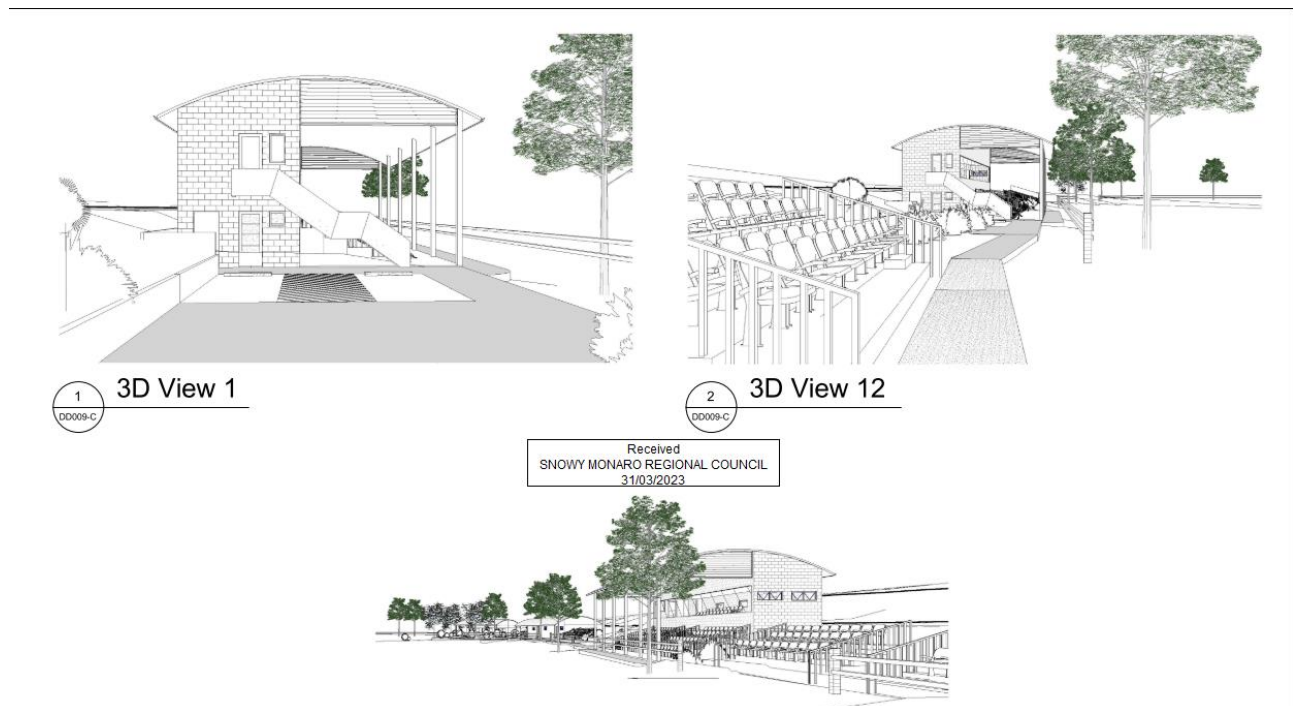 1
DD009-C
3D View 1
2
DD009-C
3D View 12
Received
SNOWY MONARO REGIONAL COUNCIL
31/03/2023